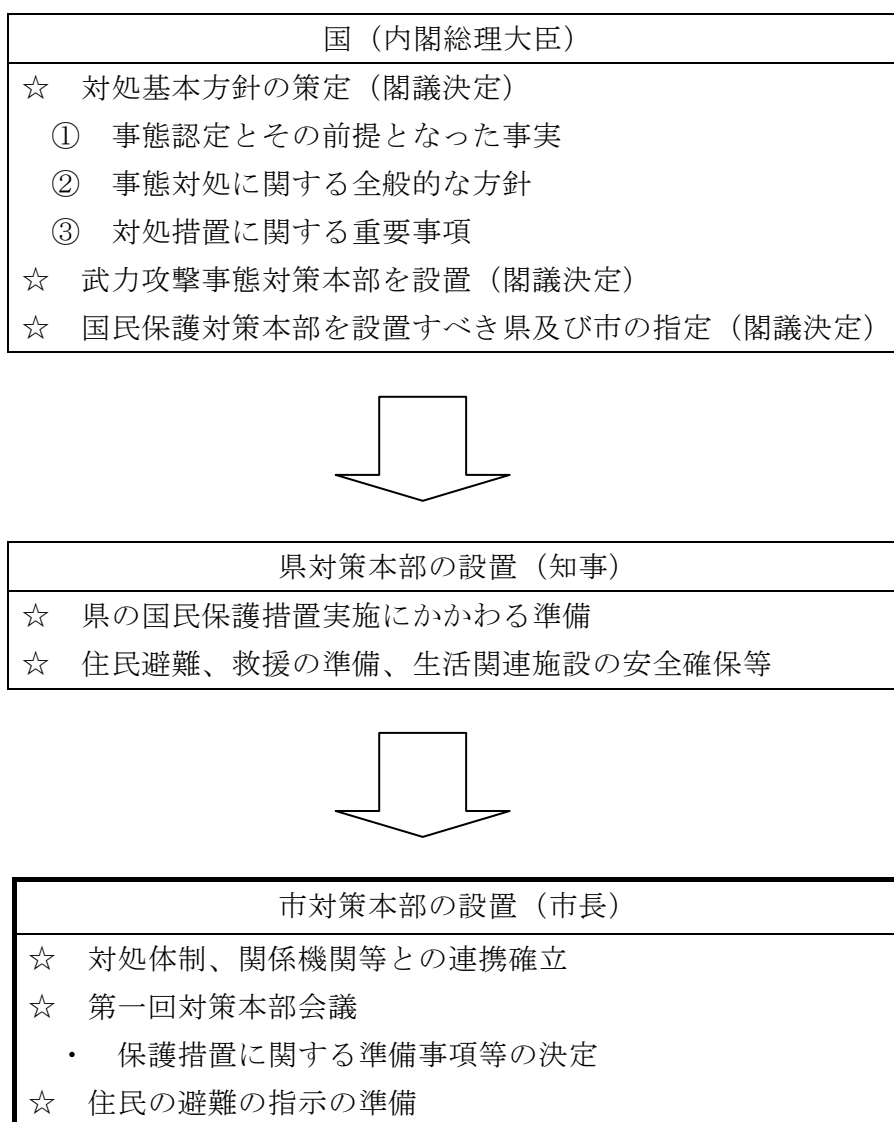 国（内閣総理大臣）
☆　対処基本方針の策定（閣議決定）
①　事態認定とその前提となった事実
②　事態対処に関する全般的な方針
③　対処措置に関する重要事項
☆　武力攻撃事態対策本部を設置（閣議決定）
☆　国民保護対策本部を設置すべき県及び市の指定（閣議決定）
県対策本部の設置（知事）
☆　県の国民保護措置実施にかかわる準備
☆　住民避難、救援の準備、生活関連施設の安全確保等
市対策本部の設置（市長）
☆　対処体制、関係機関等との連携確立
☆　第一回対策本部会議
・　保護措置に関する準備事項等の決定
☆　住民の避難の指示の準備